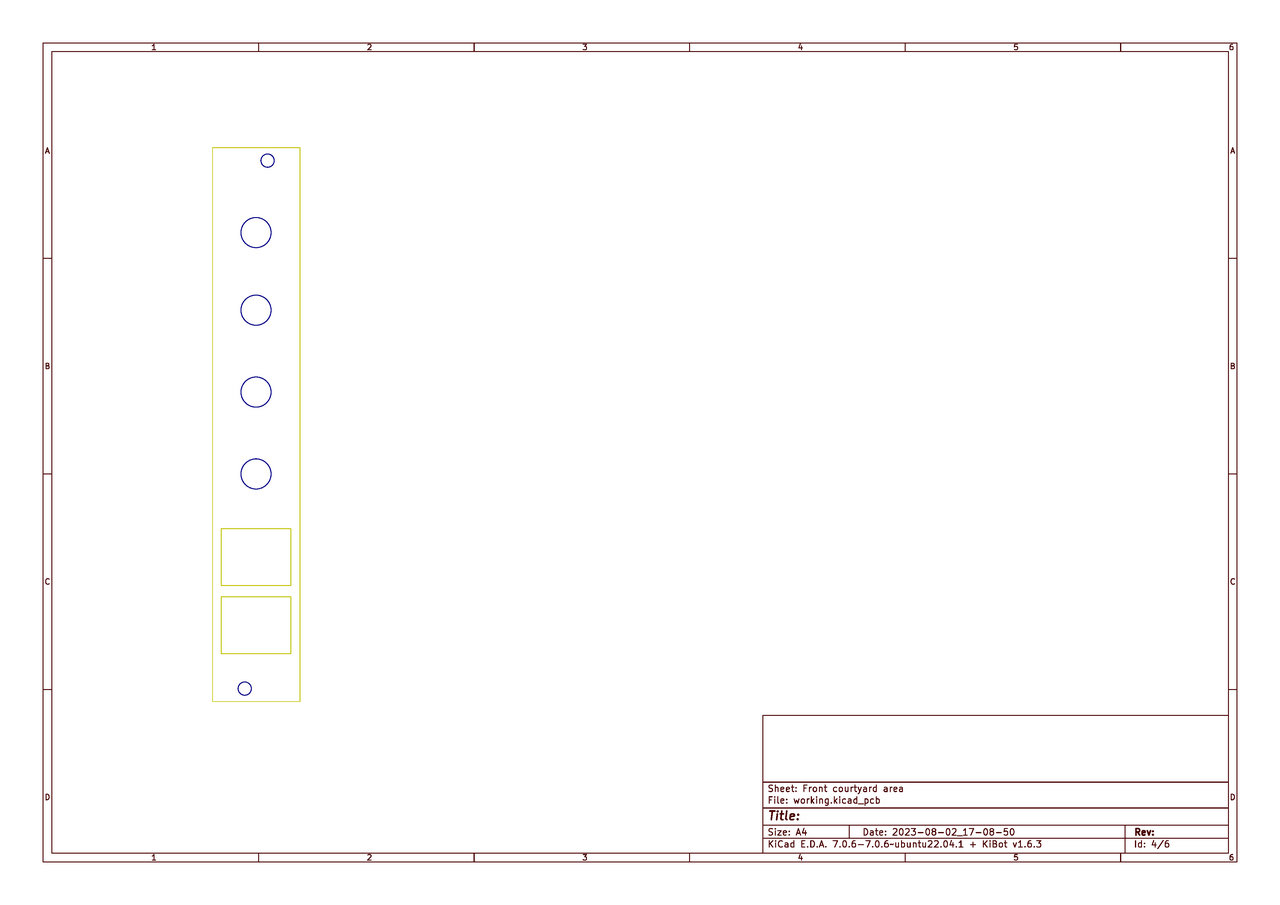 1 2 3 4 5 6
A A
B B
C C
D D
Sheet: Front courtyard area
File: working.kicad_pcb
Title:
Size: A4 Date: 2023-08-02_17-08-50 Rev:
KiCad E.D.A. 7.0.6-7.0.6~ubuntu22.04.1 + KiBot v1.6.3 Id: 4/6
1 2 3 4 5 6